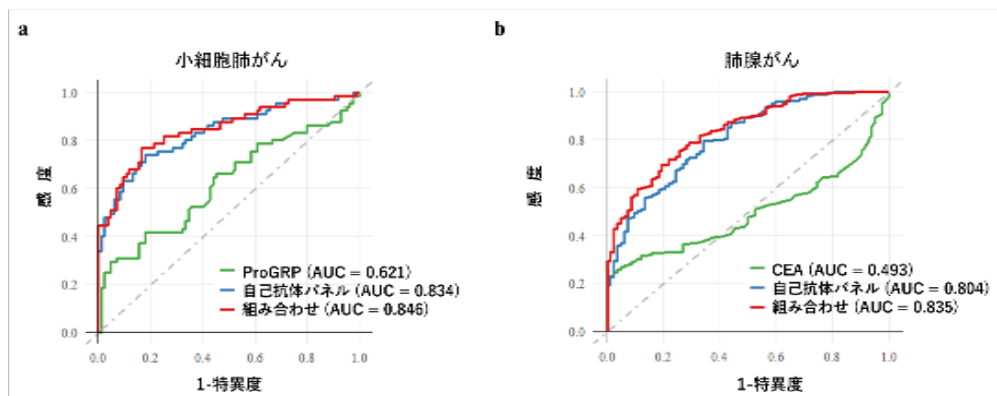 a
小細胞肺がん
1.0
0.8
0.6
0.4
0.2
0.0
感度
ProGRP (AUC = 0.621)
自己抗体パネル (AUC = 0.834)
組み合わせ (AUC = 0.846)
0.0 0.2 0.4 0.6 0.8 1.0
1-特異度
b
肺腺がん
1.0
0.8
0.6
0.4
0.2
0.0
感度
CEA (AUC = 0.493)
自己抗体パネル (AUC = 0.804)
組み合わせ (AUC = 0.835)
0.0 0.2 0.4 0.6 0.8 1.0
1-特異度